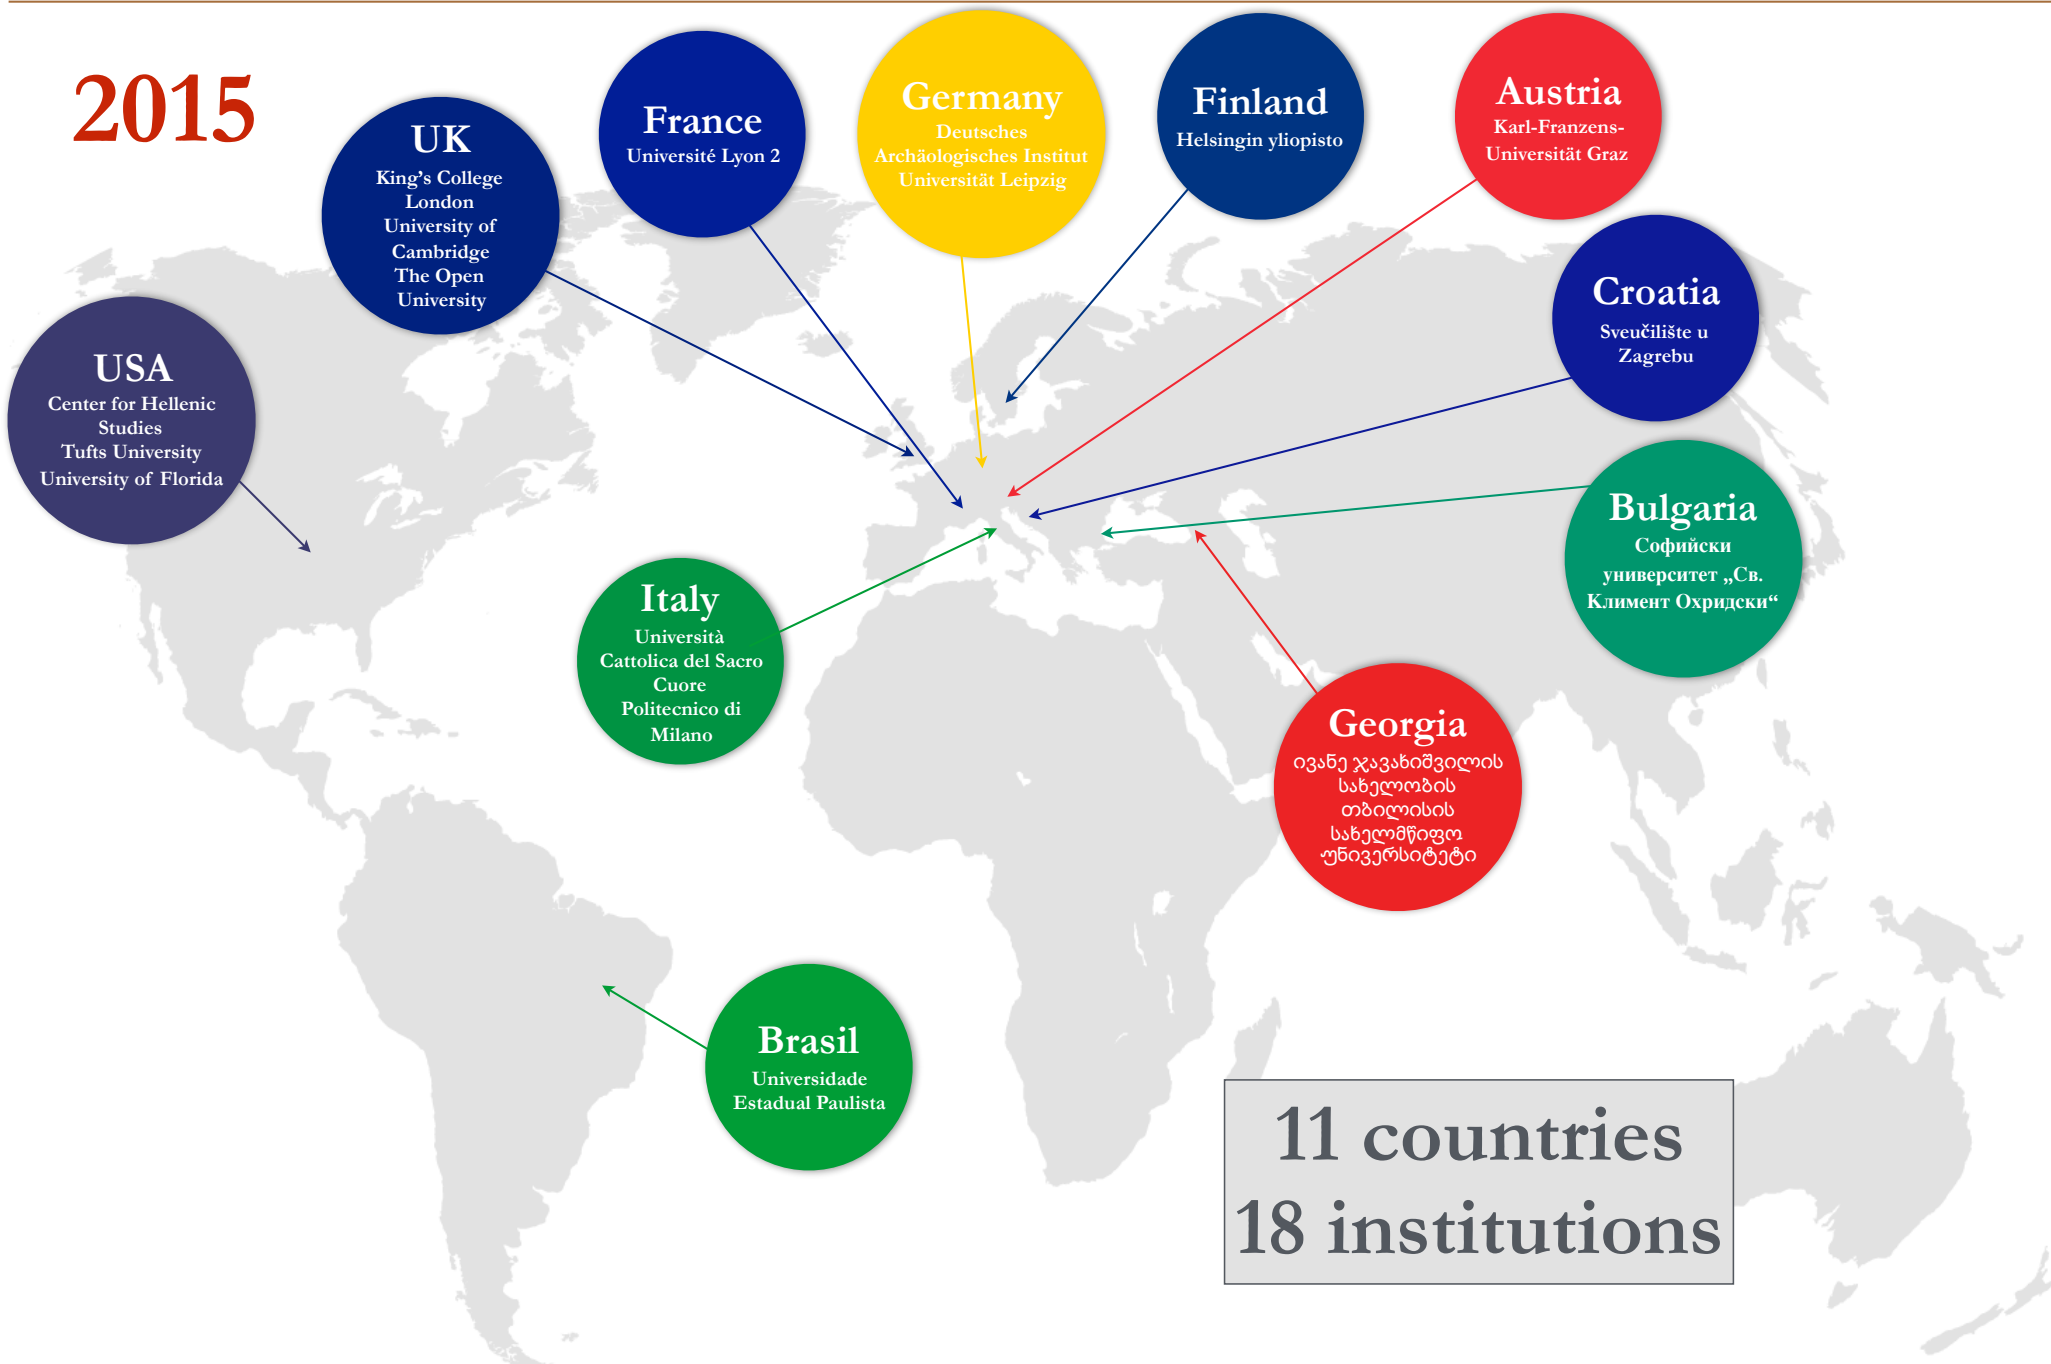 2015
UK
King's College
London
University of
Cambridge
The Open
University
France
Université Lyon 2
Germany
Deutsches
Archäologisches Institut
Universität Leipzig
Finland
Helsingin yliopisto
Austria
Karl-Franzens-
Universität Graz
Croatia
Sveučilište u
Zagrebu
USA
Center for Hellenic
Studies
Tufts University
University of Florida
Bulgaria
Софийски
университет „Св.
Климент Охридски“
Italy
Università
Cattolica del Sacro
Cuore
Politecnico di
Milano
Georgia
ივანე ჯავახიშვილის
სახელობის
თბილისის
სახელმწიფო
უნივერსიტეტი
Brasil
Universidade
Estadual Paulista
11 countries
18 institutions